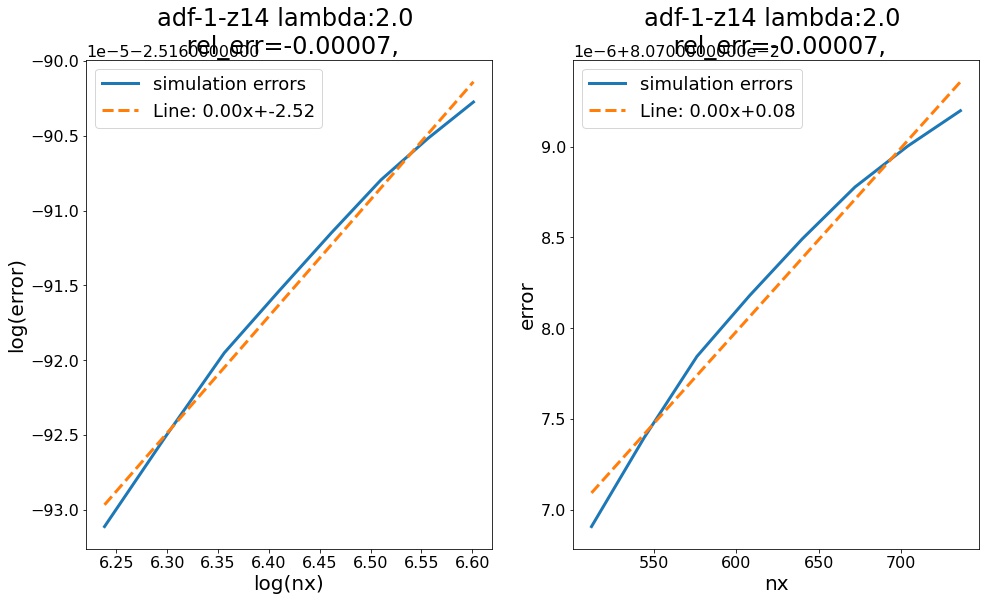 adf-1-z14 lambda:2.0
rel_err=-0.00007,
1e−5−2.5160000000
simulation errors
Line: 0.00x+-2.52
log(error)
−90.0
−90.5
−91.0
−91.5
−92.0
−92.5
−93.0
6.25 6.30 6.35 6.40 6.45 6.50 6.55 6.60
log(nx)
adf-1-z14 lambda:2.0
rel_err=-0.00007,
1e−6+8.0700000000e−2
simulation errors
Line: 0.00x+0.08
error
9.0
8.5
8.0
7.5
7.0
550 600 650 700
nx